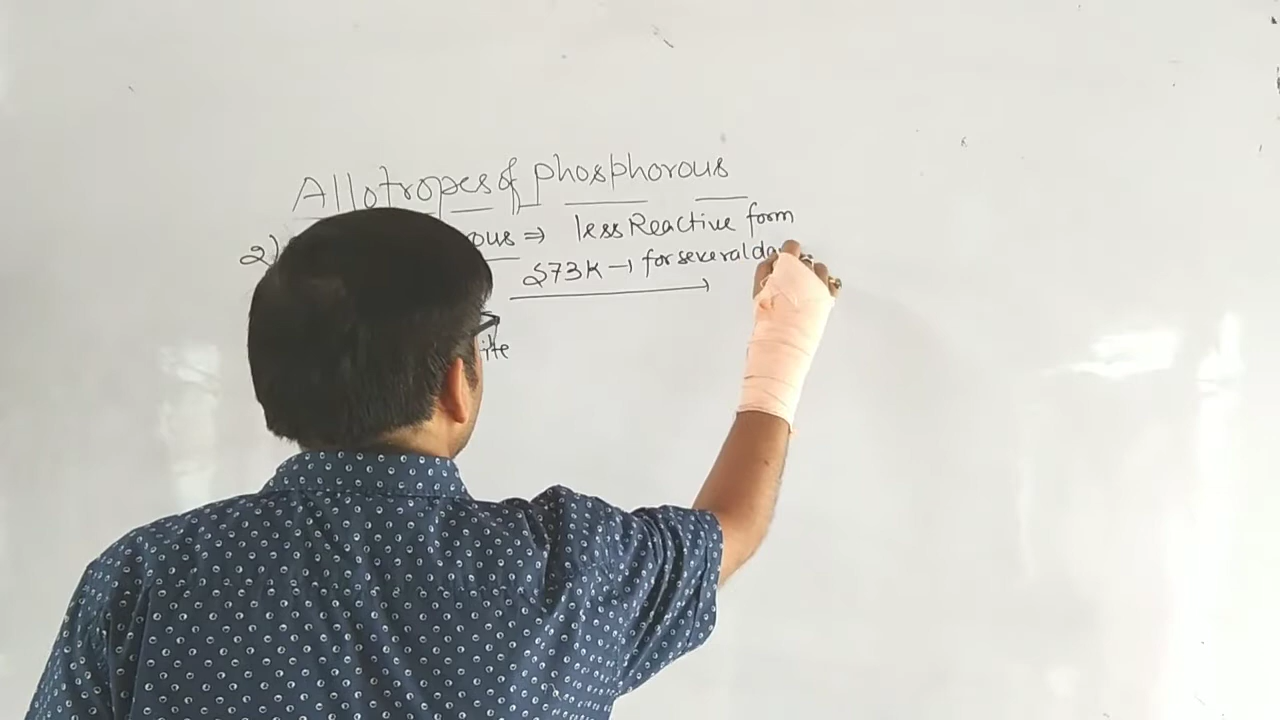 Allotropes of phosphorous
2) ous ⇒ less Reactive form
573K → for several da
ite